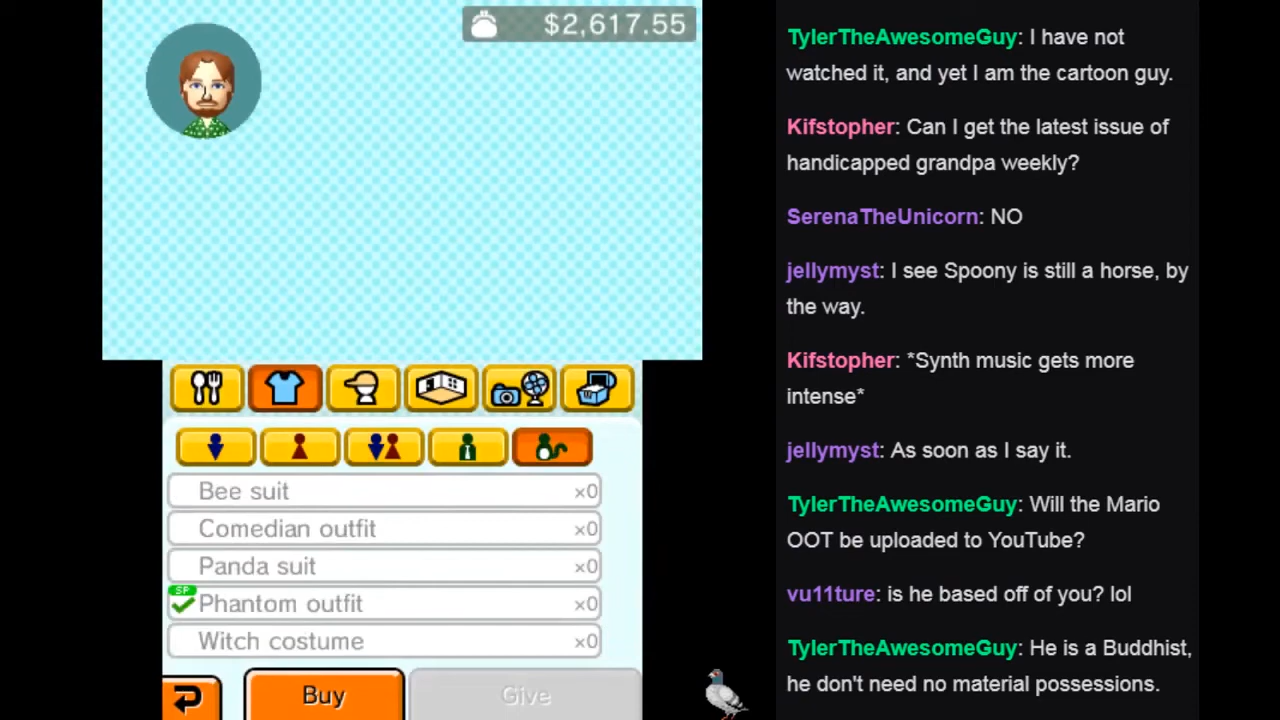 $2,617.55
Bee suit ×0
Comedian outfit ×0
Panda suit ×0
SP
Phantom outfit ×0
Witch costume ×0
Buy
Give
TylerTheAwesomeGuy: I have not
watched it, and yet I am the cartoon guy.
Kifstopher: Can I get the latest issue of
handicapped grandpa weekly?
SerenaTheUnicorn: NO
jellymyst: I see Spoony is still a horse, by
the way.
Kifstopher: *Synth music gets more
intense*
jellymyst: As soon as I say it.
TylerTheAwesomeGuy: Will the Mario
OOT be uploaded to YouTube?
vu11ture: is he based off of you? lol
TylerTheAwesomeGuy: He is a Buddhist,
he don't need no material possessions.